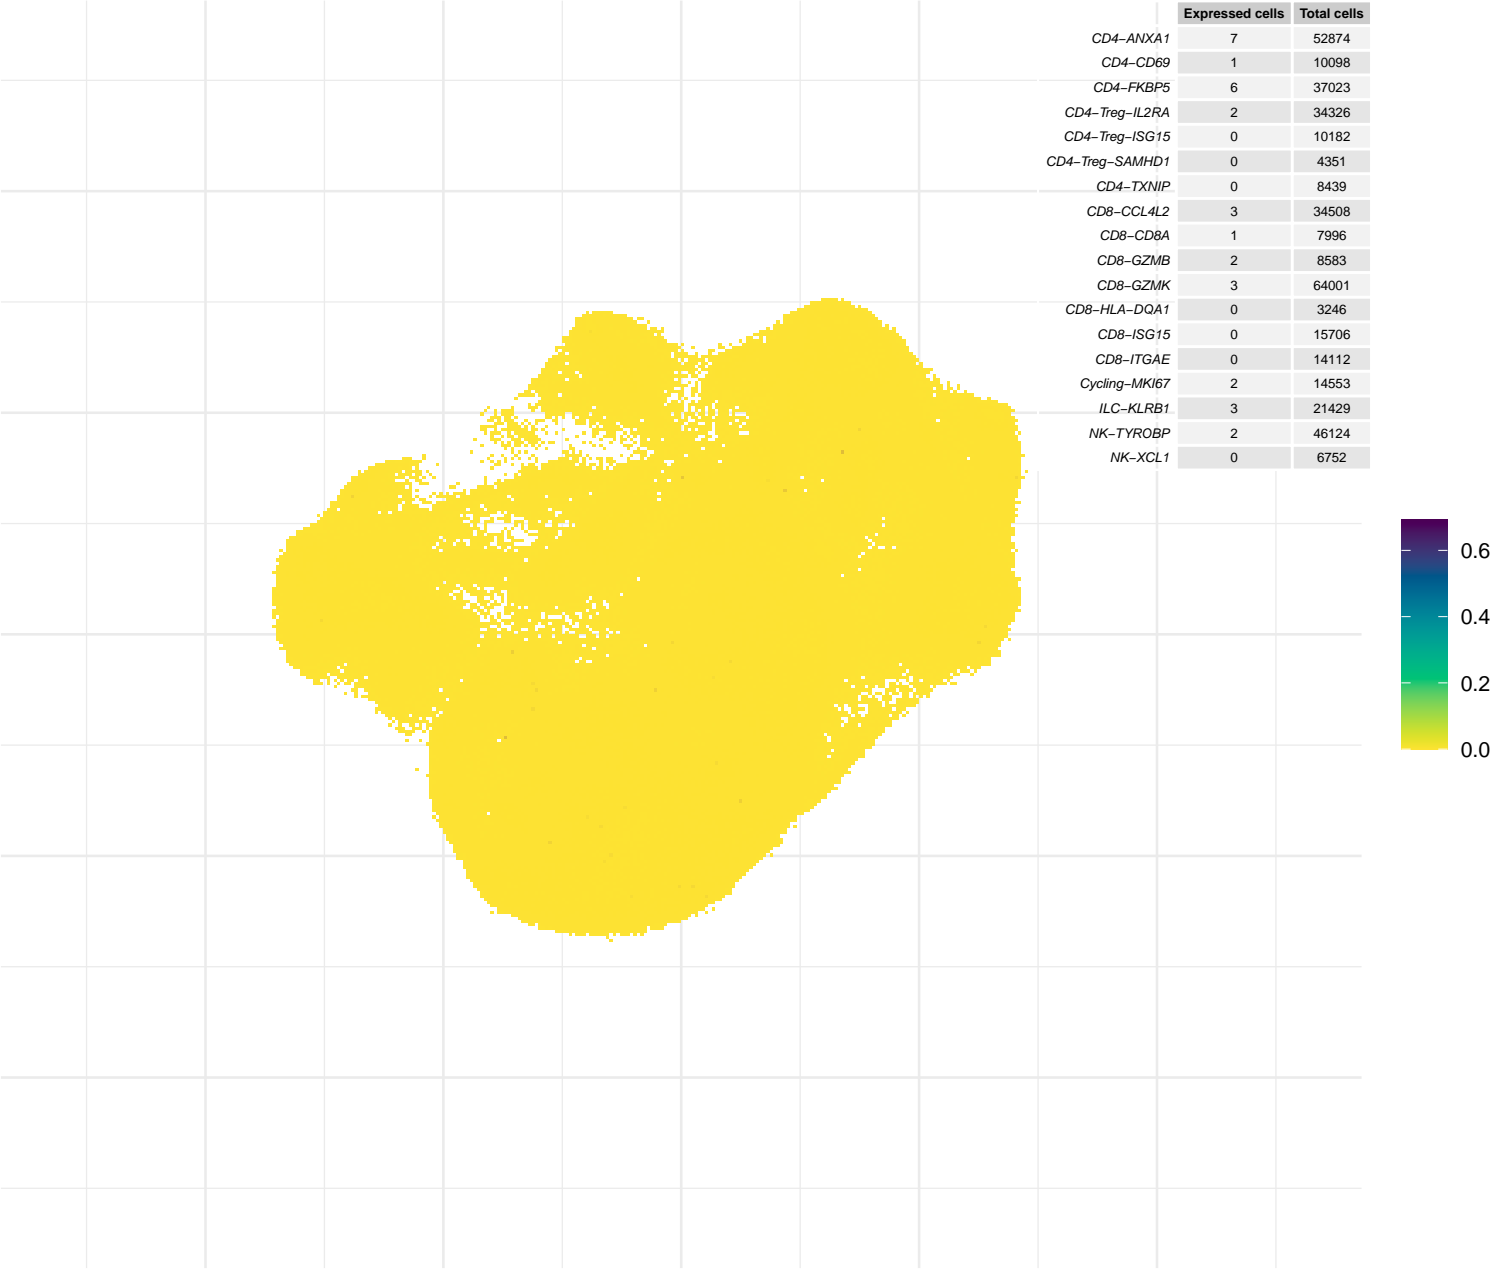 Expressed cells Total cells
CD4−ANXA1 7 52874
CD4−CD69 1 10098
CD4−FKBP5 6 37023
CD4−Treg−IL2RA 2 34326
CD4−Treg−ISG15 0 10182
CD4−Treg−SAMHD1 0 4351
CD4−TXNIP 0 8439
CD8−CCL4L2 3 34508
CD8−CD8A 1 7996
CD8−GZMB 2 8583
CD8−GZMK 3 64001
CD8−HLA−DQA1 0 3246
CD8−ISG15 0 15706
CD8−ITGAE 0 14112
Cycling−MKI67 2 14553
ILC−KLRB1 3 21429
NK−TYROBP 2 46124
NK−XCL1 0 6752
0.6
0.4
0.2
0.0